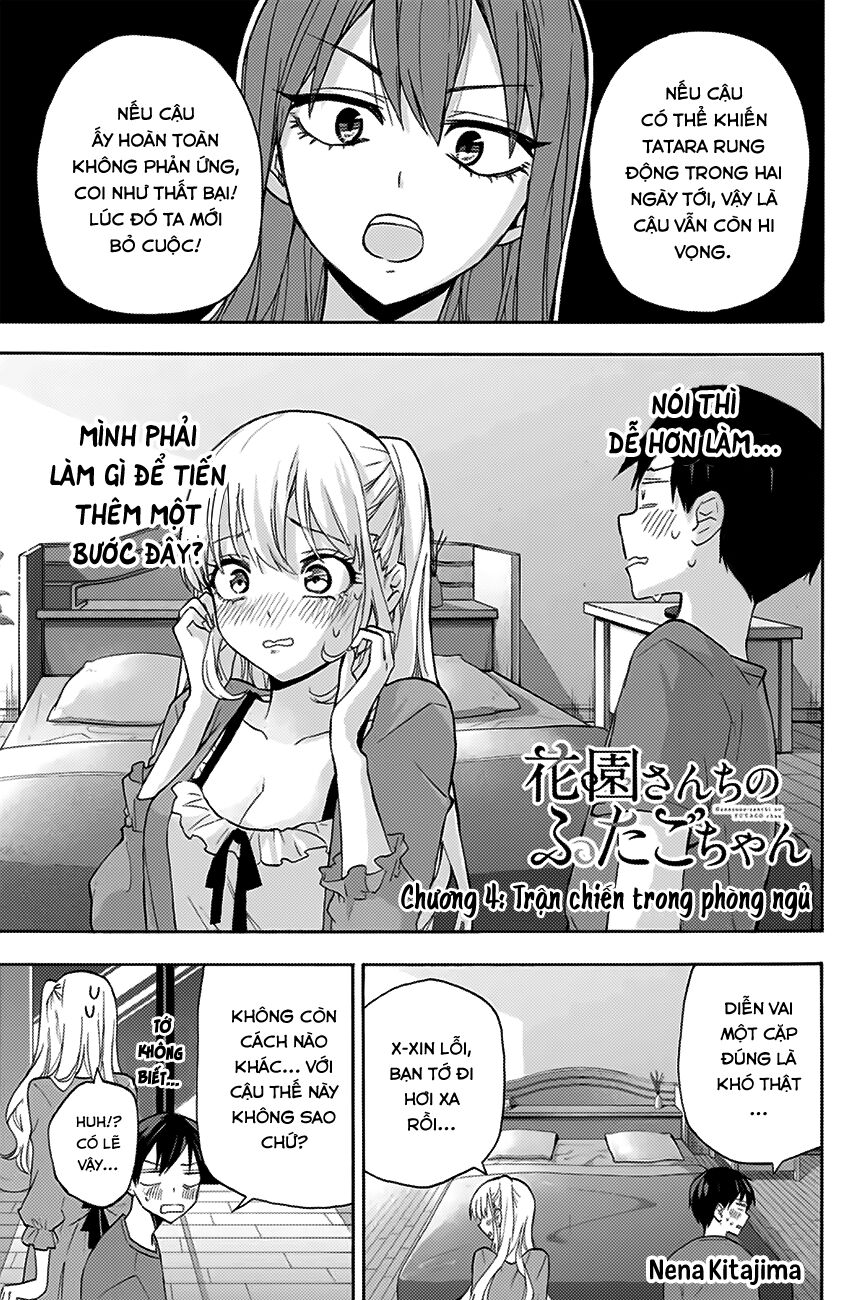 NẾU CẬU
CÓ THỂ KHIẾN
TATARA RUNG
ĐỘNG TRONG HAI
NGÀY TỚI, VẬY LÀ
CẬU VẪN CÒN HI
VỌNG.
NẾU CẬU
ẤY HOÀN TOÀN
KHÔNG PHẢN ỨNG,
COI NHƯ THẤT BẠI!
LÚC ĐÓ TA MỚI
BỎ CUỘC!
NÓI THÌ
DỄ HƠN LÀM...
MÌNH PHẢI
LÀM GÌ ĐỂ TIẾN
THÊM MỘT
BƯỚC ĐÂY?
花園さんちの
ふたごちゃん
Chương 4: Trận chiến trong phòng ngủ
DIỄN VAI
MỘT CẶP
ĐÚNG LÀ
KHÓ THẬT
...
X-XIN LỖI,
BẠN TỚ ĐI
HƠI XA
RỒI...
Nena Kitajima
KHÔNG CÒN
CÁCH NÀO
KHÁC... VỚI
CẬU THẾ NÀY
KHÔNG SAO
CHỨ?
TỚ
KHÔNG
BIẾT...
HUH!?
CÓ LẼ
VẬY...